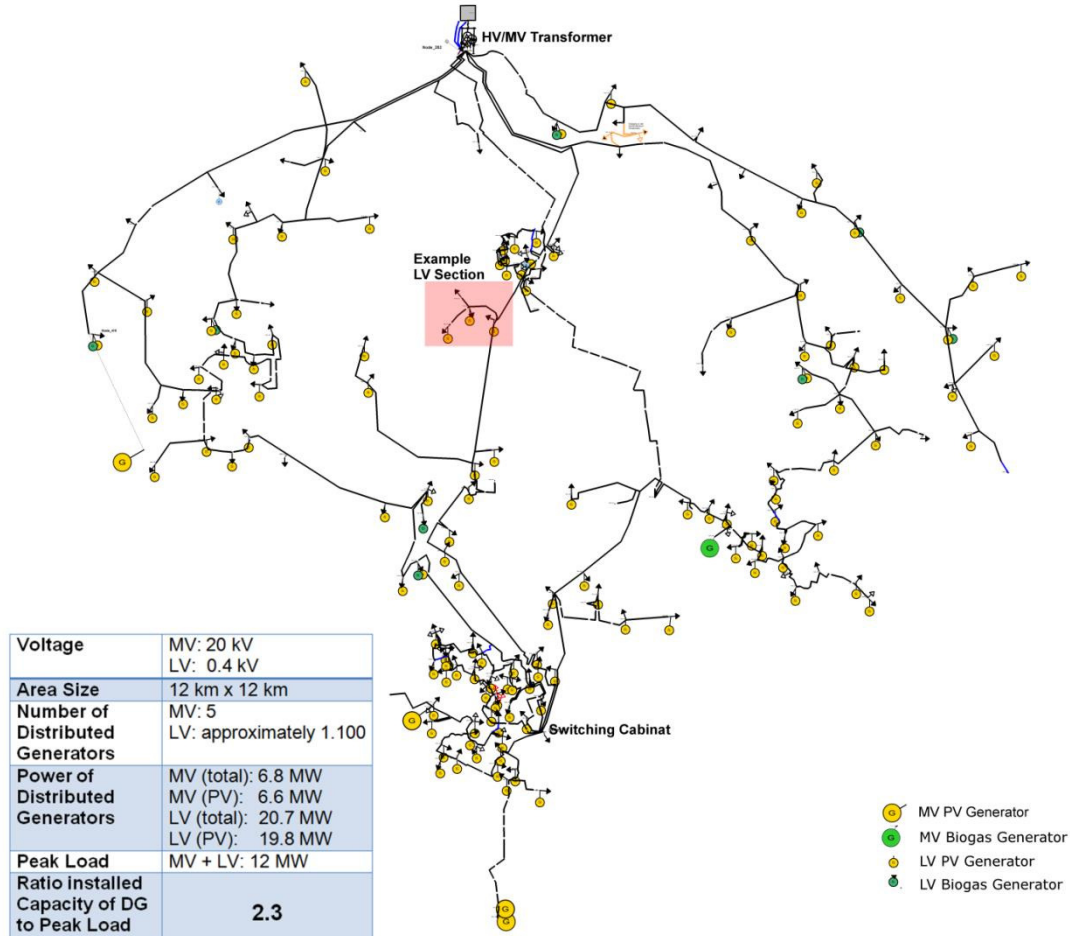 HV/MV Transformer
Example
LV Section
Switching Cabinat
G
G
G
G
G
Voltage
MV: 20 kV
LV: 0.4 kV
Area Size
12 km x 12 km
Number of
Distributed
Generators
MV: 5
LV: approximately 1.100
Power of
Distributed
Generators
MV (total): 6.8 MW
MV (PV): 6.6 MW
LV (total): 20.7 MW
LV (PV): 19.8 MW
Peak Load
MV + LV: 12 MW
Ratio installed
Capacity of DG
to Peak Load
2.3
G MV PV Generator
G MV Biogas Generator
LV PV Generator
LV Biogas Generator